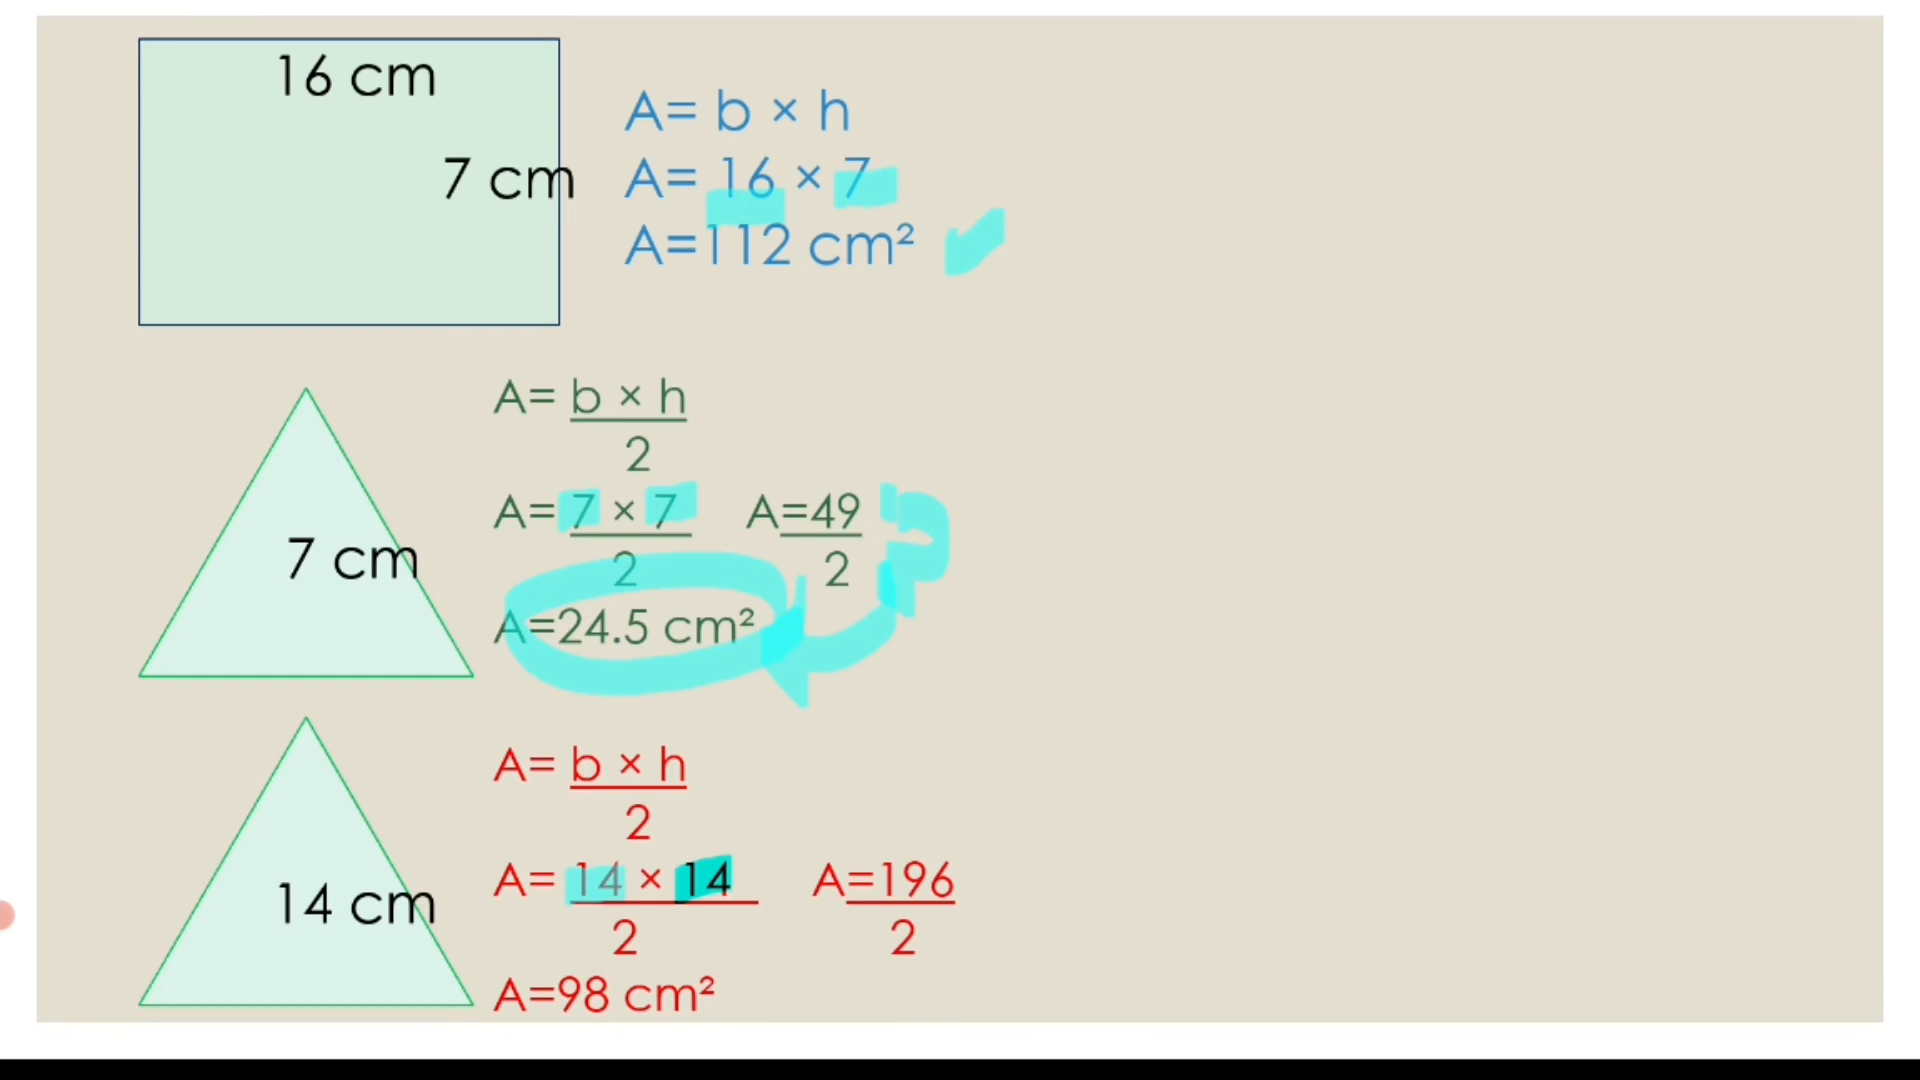 16 cm
7 cm
A= b × h
A= 16 × 7
A=112 cm²
7 cm
A= b × h
2
A= 7 × 7 A=49
2 2
A=24.5 cm²
14 cm
A= b × h
2
A= 14 × 14 A=196
2 2
A=98 cm²